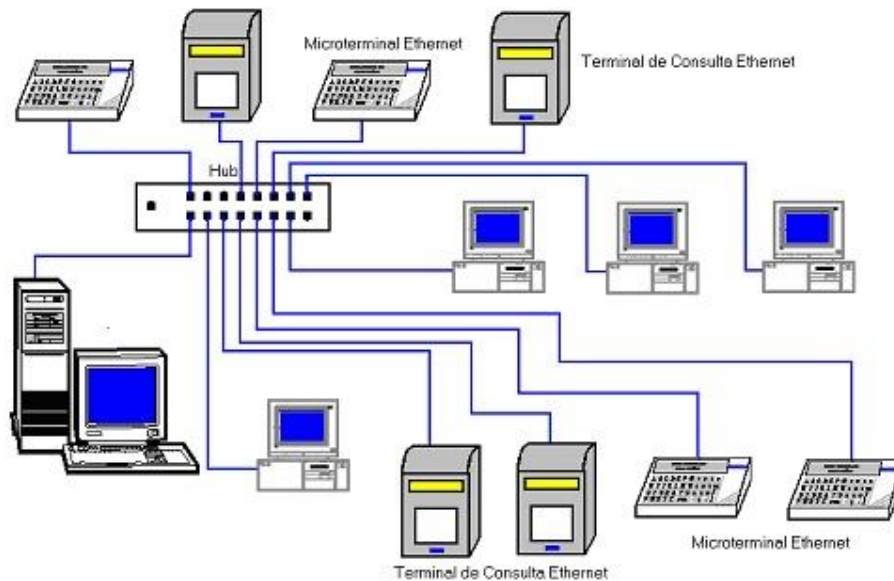 Microterminal Ethernet
Terminal de Consulta Ethernet
Hub
Microterminal Ethernet
Terminal de Consulta Ethernet